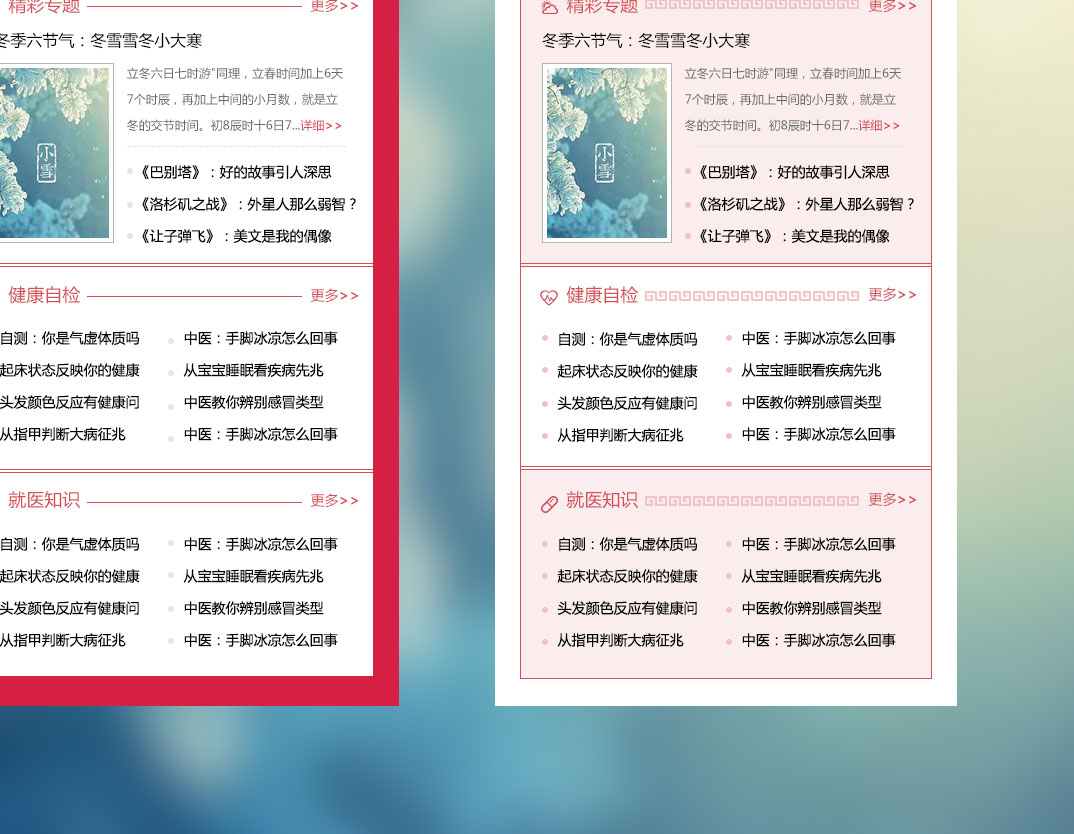 精彩专题 更多>>
冬季六节气：冬雪雪冬小大寒
立冬六日七时游"同理，立春时间加上6天
7个时辰，再加上中间的小月数，就是立
冬的交节时间。初8辰时十6日7...详细>>
小雪
《巴别塔》：好的故事引人深思
《洛杉矶之战》：外星人那么弱智？
《让子弹飞》：美文是我的偶像
健康自检 更多>>
自测：你是气虚体质吗 中医：手脚冰凉怎么回事
起床状态反映你的健康 从宝宝睡眠看疾病先兆
头发颜色反应有健康问 中医教你辨别感冒类型
从指甲判断大病征兆 中医：手脚冰凉怎么回事
就医知识 更多>>
自测：你是气虚体质吗 中医：手脚冰凉怎么回事
起床状态反映你的健康 从宝宝睡眠看疾病先兆
头发颜色反应有健康问 中医教你辨别感冒类型
从指甲判断大病征兆 中医：手脚冰凉怎么回事
精彩专题 更多>>
冬季六节气：冬雪雪冬小大寒
立冬六日七时游"同理，立春时间加上6天
7个时辰，再加上中间的小月数，就是立
冬的交节时间。初8辰时十6日7...详细>>
小雪
《巴别塔》：好的故事引人深思
《洛杉矶之战》：外星人那么弱智？
《让子弹飞》：美文是我的偶像
健康自检 更多>>
自测：你是气虚体质吗 中医：手脚冰凉怎么回事
起床状态反映你的健康 从宝宝睡眠看疾病先兆
头发颜色反应有健康问 中医教你辨别感冒类型
从指甲判断大病征兆 中医：手脚冰凉怎么回事
就医知识 更多>>
自测：你是气虚体质吗 中医：手脚冰凉怎么回事
起床状态反映你的健康 从宝宝睡眠看疾病先兆
头发颜色反应有健康问 中医教你辨别感冒类型
从指甲判断大病征兆 中医：手脚冰凉怎么回事